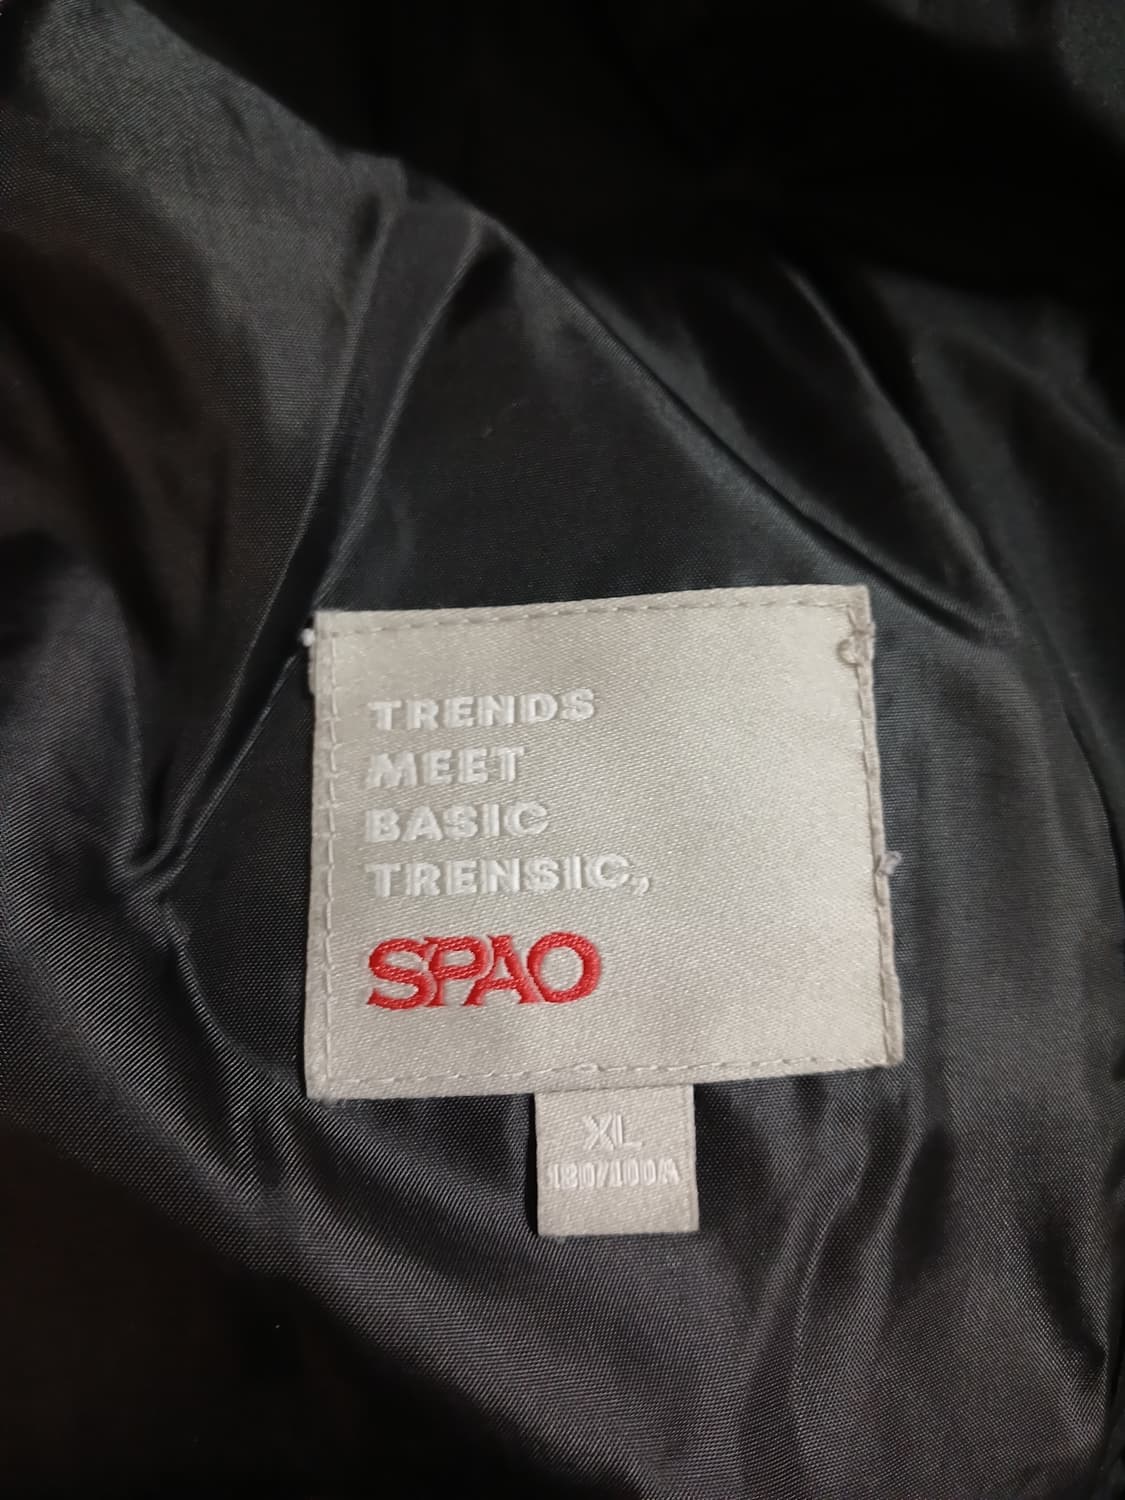 TRENDS
MEET
BASIC
TRENSIC,
SPAO
XL
180/100A